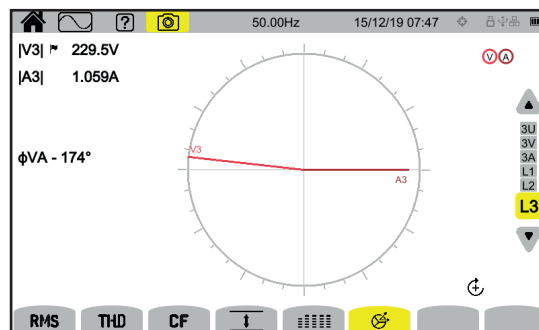 ? 50.00Hz 15/12/19 07:47
|V3| 229.5V
|A3| 1.059A
V A
3U
3V
3A
L1
L2
L3
V3
ϕVA - 174°
A3
RMS THD CF